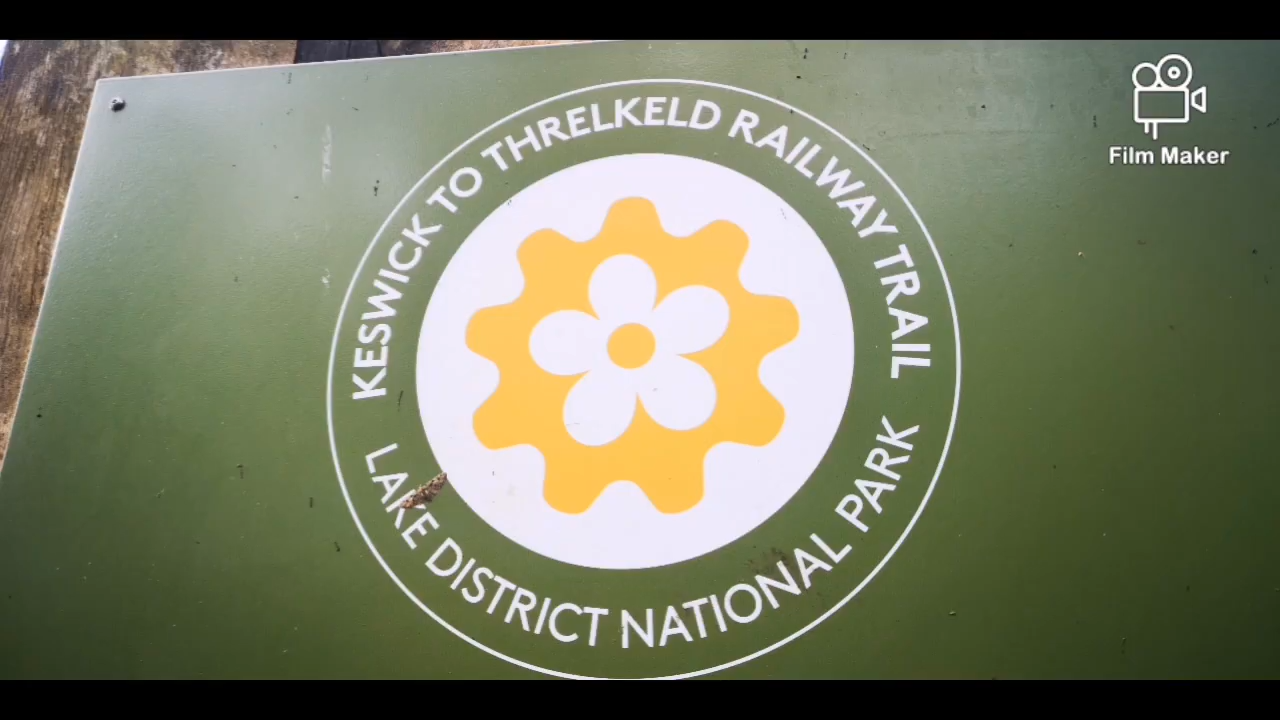 KESWICK TO THRELKELD RAILWAY TRAIL
LAKE DISTRICT NATIONAL PARK
Film Maker